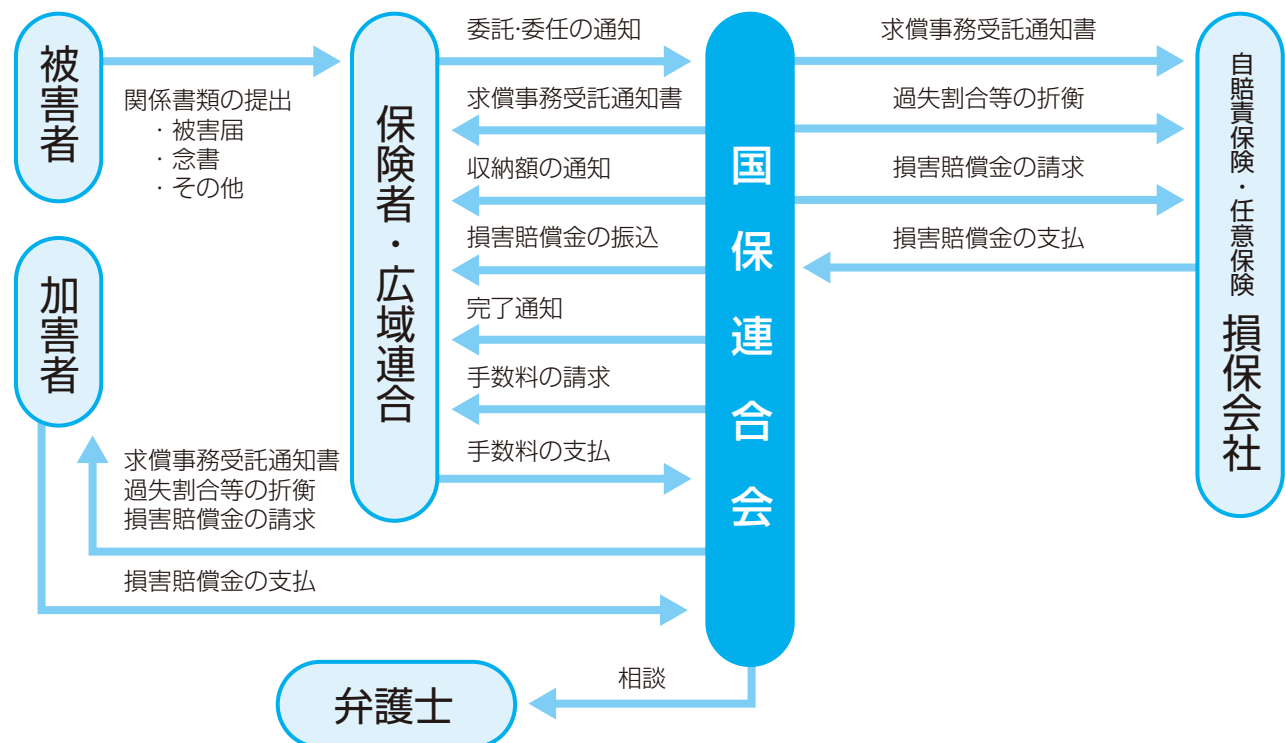 被害者
関係書類の提出
・被害届
・念書
・その他
加害者
保険者・広域連合
委託・委任の通知
求償事務受託通知書
収納額の通知
損害賠償金の振込
完了通知
手数料の請求
手数料の支払
国保連合会
求償事務受託通知書
過失割合等の折衡
損害賠償金の請求
損害賠償金の支払
自賠責保険・任意保険
損保会社
求償事務受託通知書
過失割合等の折衡
損害賠償金の請求
損害賠償金の支払
相談
弁護士